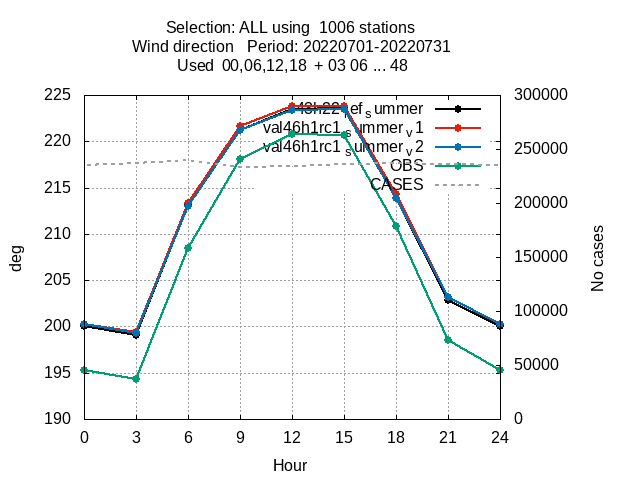 Selection: ALL using 1006 stations
Wind direction Period: 20220701-20220731
Used 00,06,12,18 + 03 06 ... 48
225
220
215
210
205
200
195
190
300000
250000
200000
150000
100000
50000
0
summer
val46h1rc1_summer_v1
val46h1rc1_summer_v2
OBS
CASES
deg
No cases
0 3 6 9 12 15 18 21 24
Hour